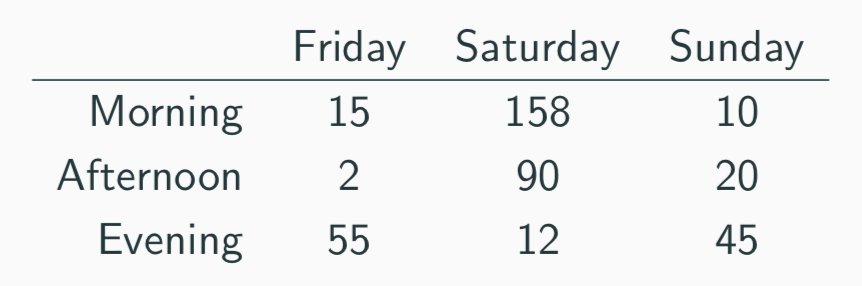 Friday Saturday Sunday
Morning 15 158 10
Afternoon 2 90 20
Evening 55 12 45